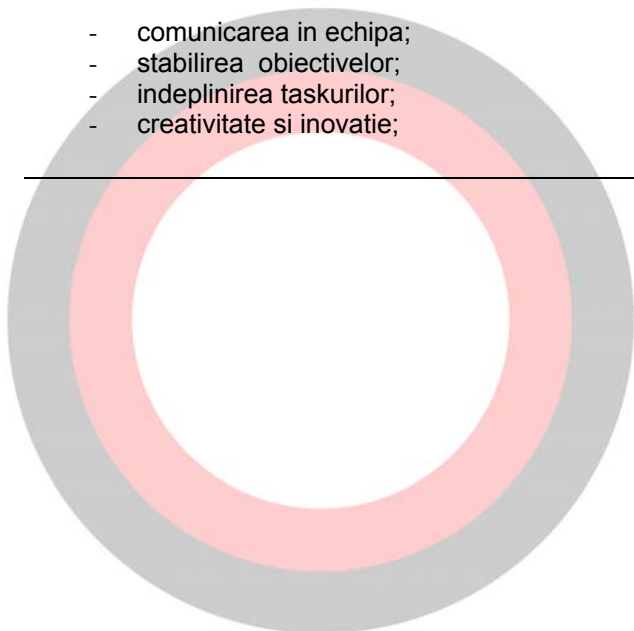 - comunicarea in echipa;
- stabilirea obiectivelor;
- indeplinirea taskurilor;
- creativitate si inovatie;